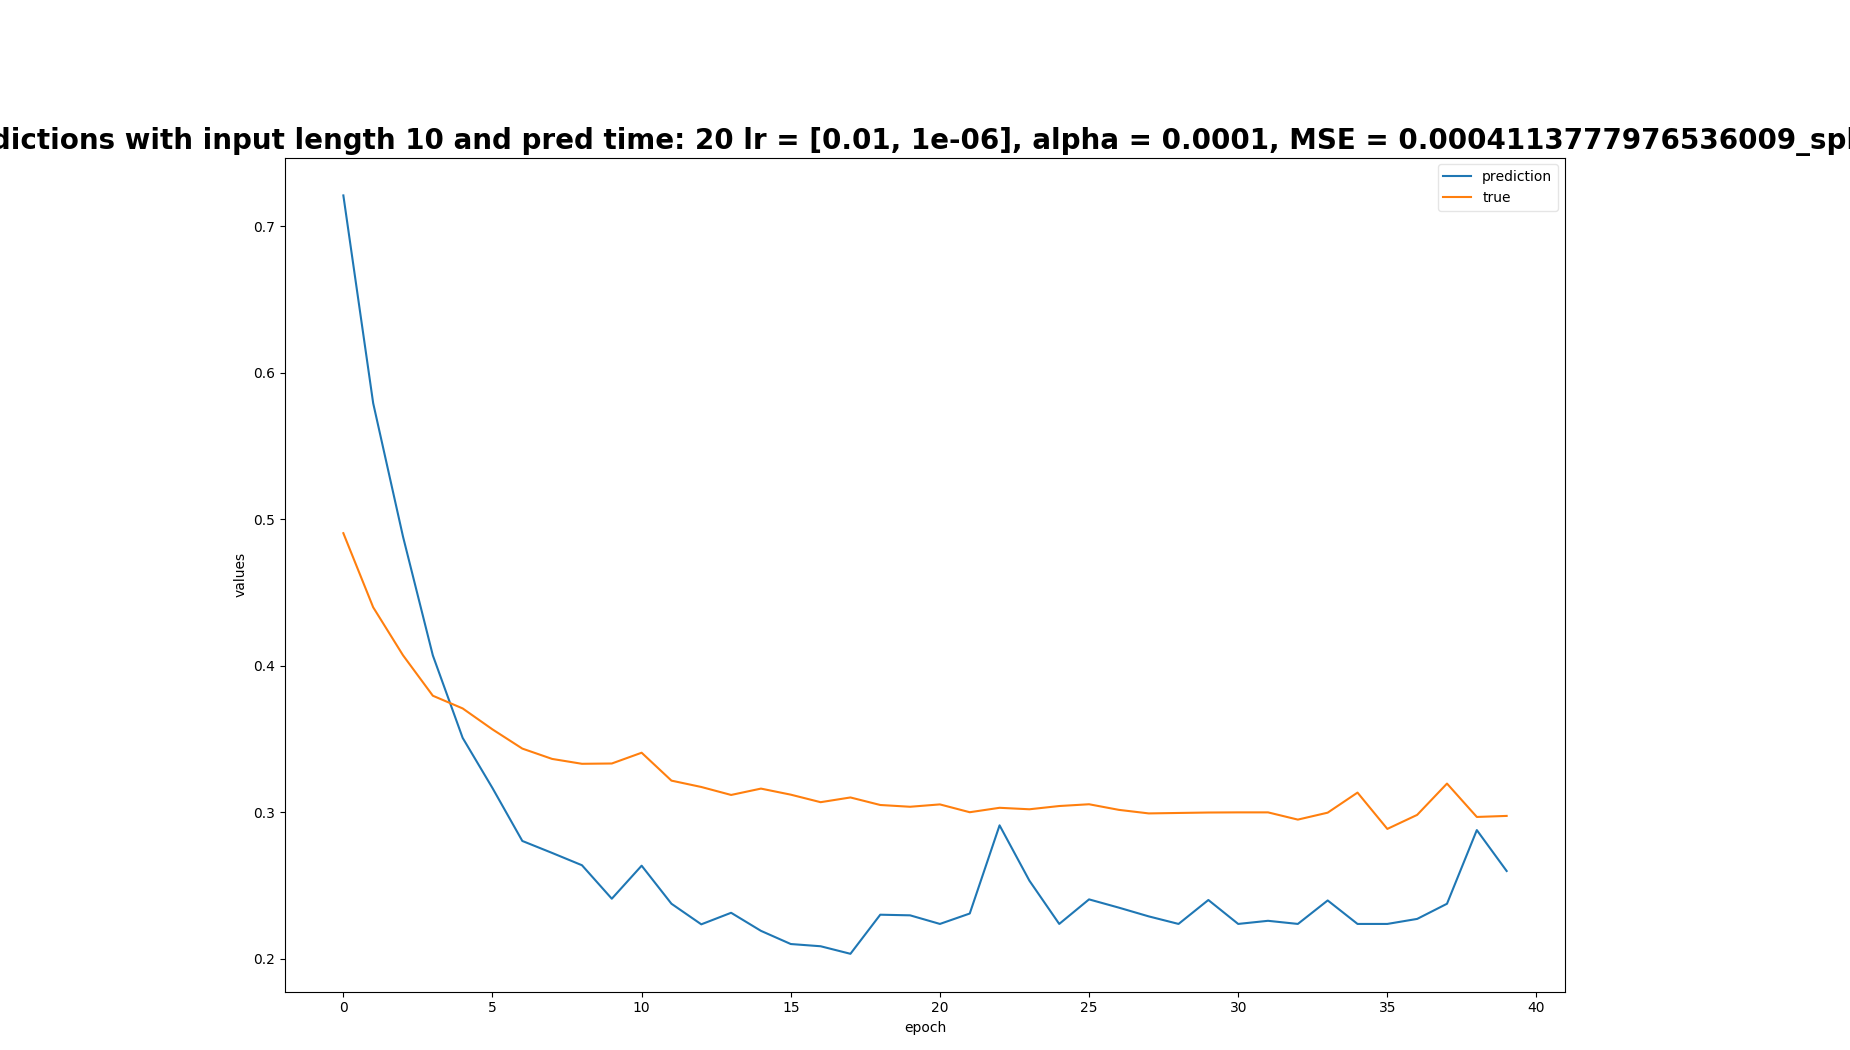 dictions with input length 10 and pred time: 20 lr = [0.01, 1e-06], alpha = 0.0001, MSE = 0.0004113777976536009_spl
prediction
true
0.7
0.6
0.5
0.4
0.3
0.2
values
0 5 10 15 20 25 30 35 40
epoch